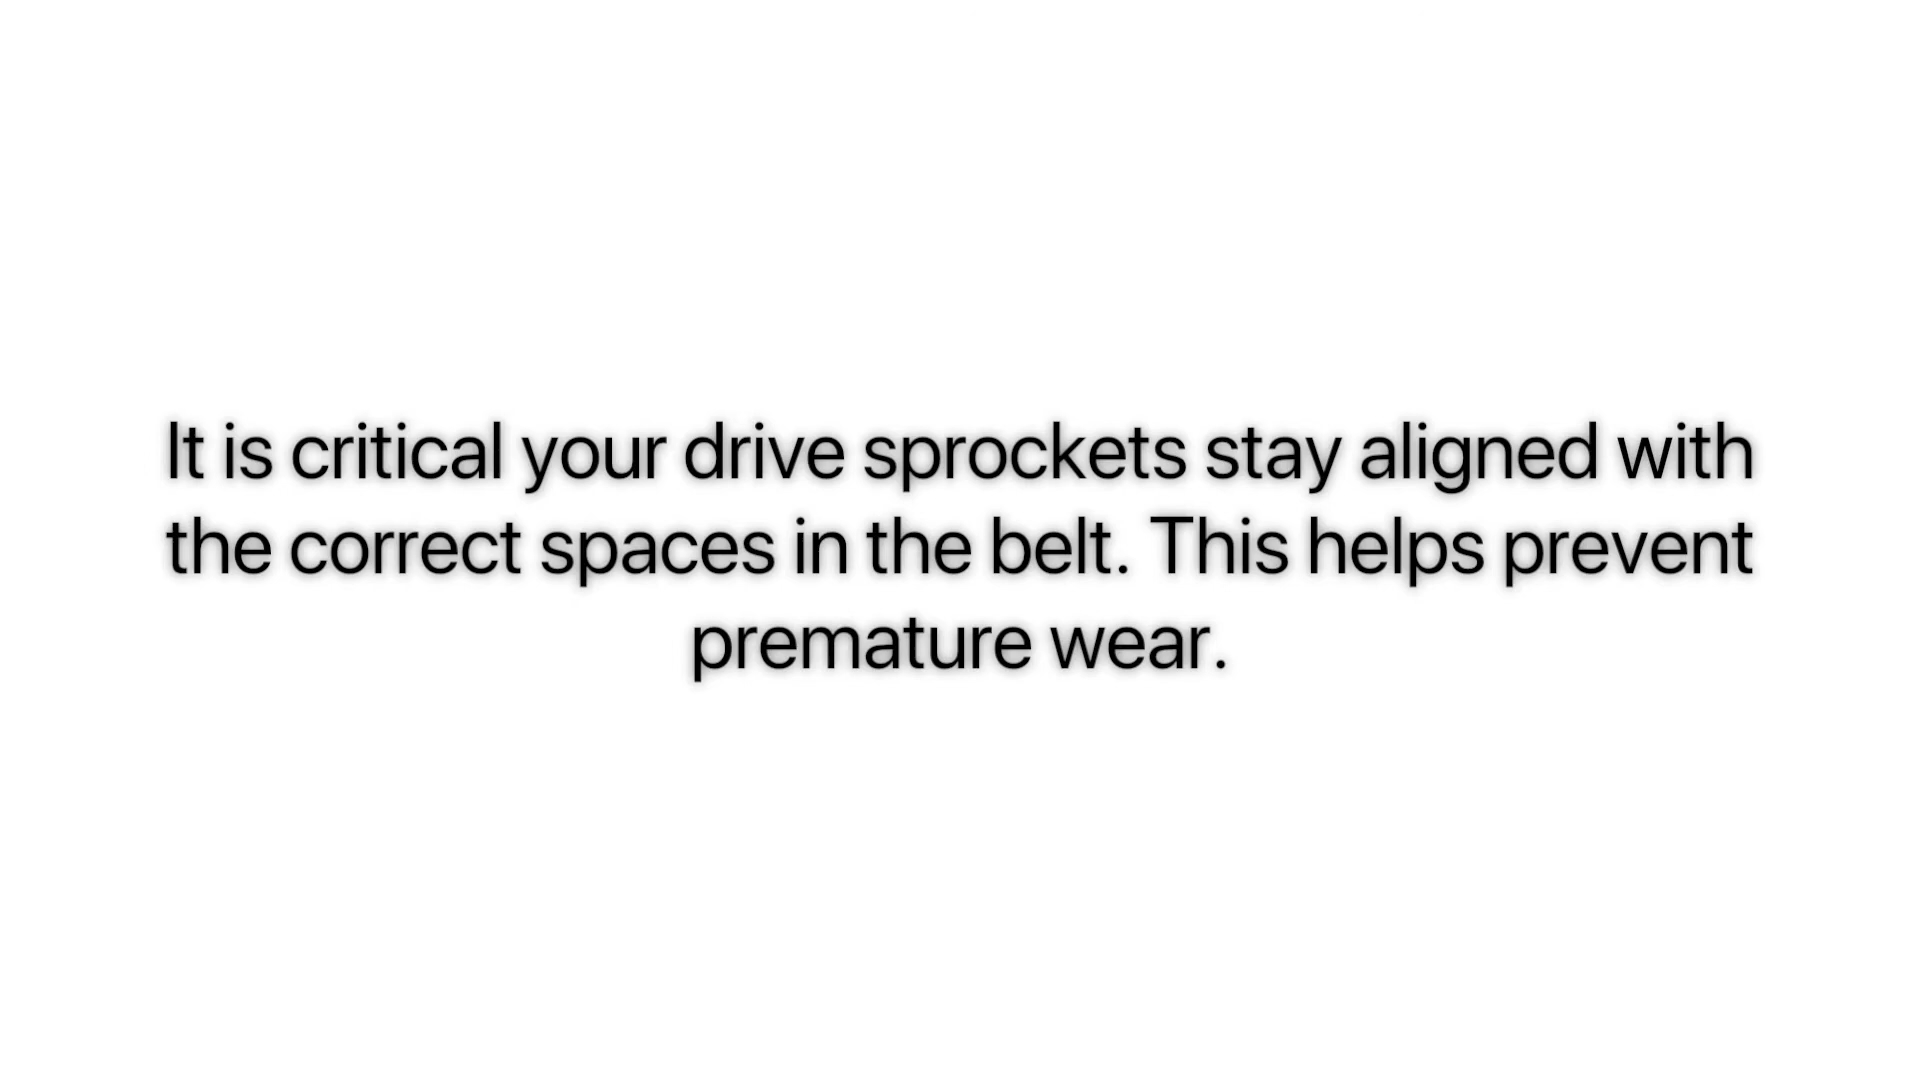 It is critical your drive sprockets stay aligned with
the correct spaces in the belt. This helps prevent
premature wear.